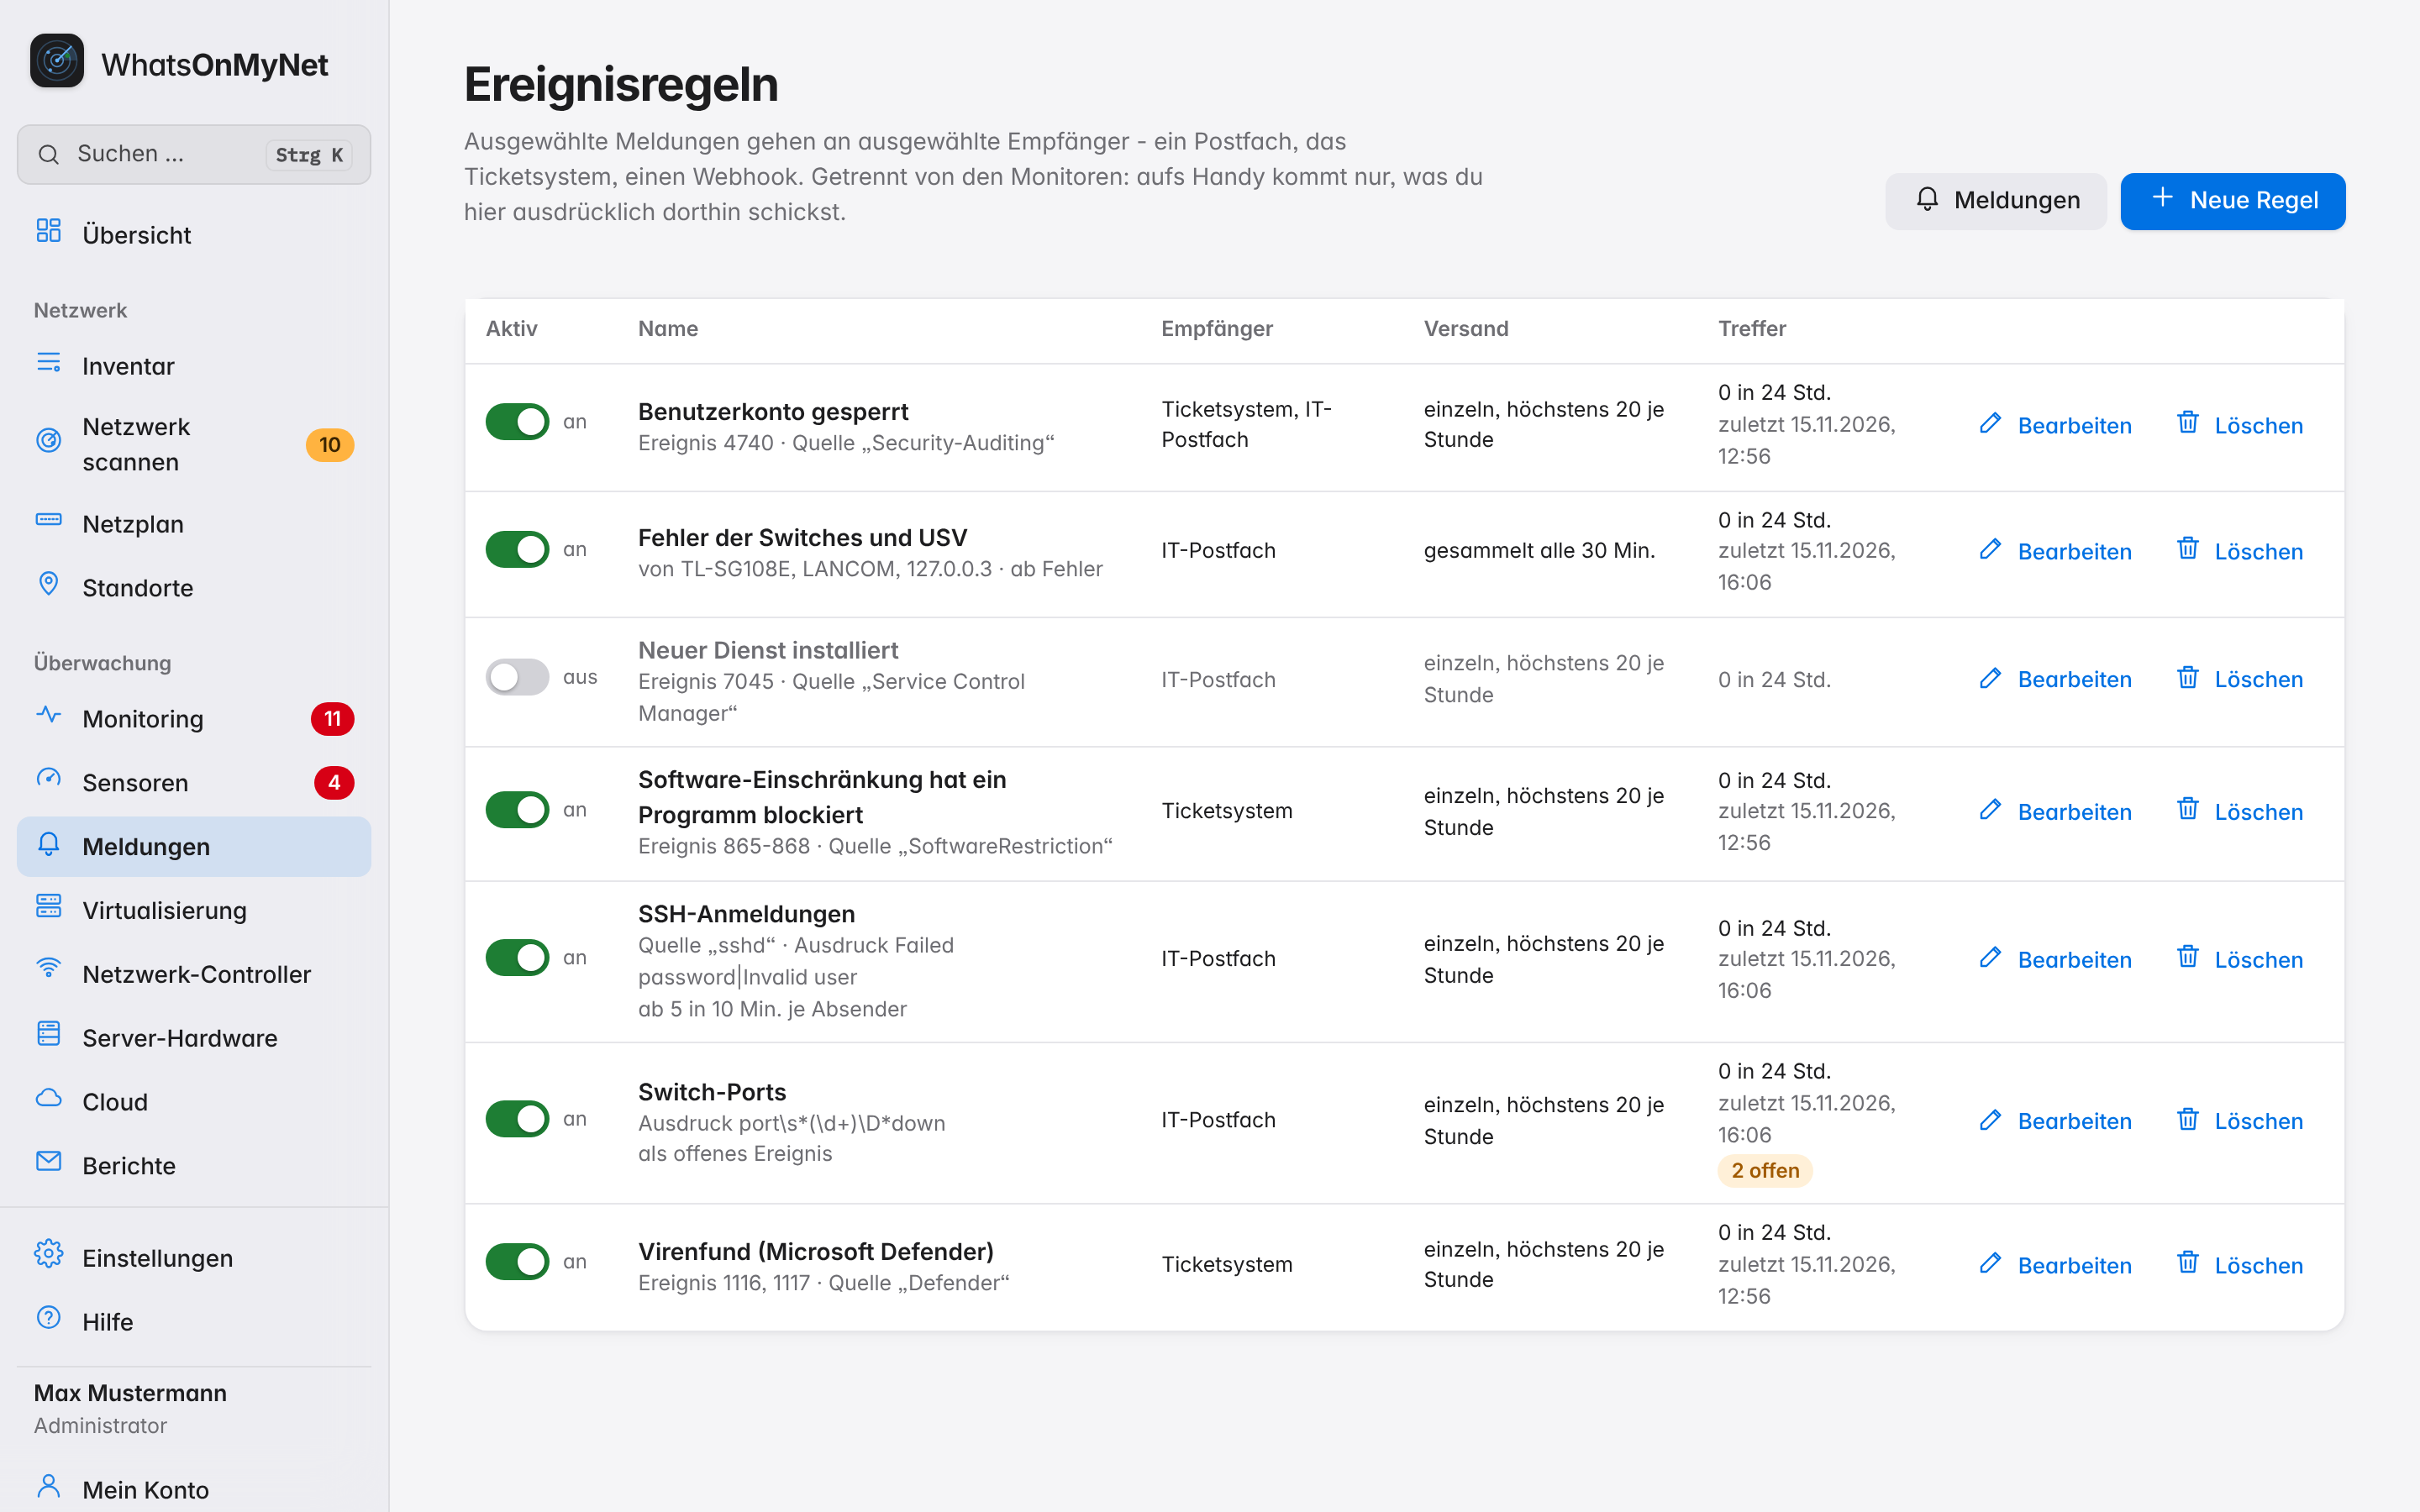 WhatsOnMyNet
Suchen ...
Strg K
Übersicht
Netzwerk
Inventar
Netzwerk
scannen
10
Netzplan
Standorte
Überwachung
Monitoring
11
Sensoren
4
Meldungen
Virtualisierung
Netzwerk-Controller
Server-Hardware
Cloud
Berichte
Einstellungen
Hilfe
Max Mustermann
Administrator
Mein Konto
Ereignisregeln
Ausgewählte Meldungen gehen an ausgewählte Empfänger - ein Postfach, das
Ticketsystem, einen Webhook. Getrennt von den Monitoren: aufs Handy kommt nur, was du
hier ausdrücklich dorthin schickst.
Meldungen
Neue Regel
Aktiv Name Empfänger Versand Treffer
an
Benutzerkonto gesperrt
Ereignis 4740 · Quelle „Security-Auditing“
Ticketsystem, IT-
Postfach
einzeln, höchstens 20 je
Stunde
0 in 24 Std.
zuletzt 15.11.2026,
12:56
Bearbeiten
Löschen
an
Fehler der Switches und USV
von TL-SG108E, LANCOM, 127.0.0.3 · ab Fehler
IT-Postfach
gesammelt alle 30 Min.
0 in 24 Std.
zuletzt 15.11.2026,
16:06
Bearbeiten
Löschen
aus
Neuer Dienst installiert
Ereignis 7045 · Quelle „Service Control
Manager“
IT-Postfach
einzeln, höchstens 20 je
Stunde
0 in 24 Std.
Bearbeiten
Löschen
an
Software-Einschränkung hat ein
Programm blockiert
Ereignis 865-868 · Quelle „SoftwareRestriction“
Ticketsystem
einzeln, höchstens 20 je
Stunde
0 in 24 Std.
zuletzt 15.11.2026,
12:56
Bearbeiten
Löschen
an
SSH-Anmeldungen
Quelle „sshd“ · Ausdruck Failed
password|Invalid user
ab 5 in 10 Min. je Absender
IT-Postfach
einzeln, höchstens 20 je
Stunde
0 in 24 Std.
zuletzt 15.11.2026,
16:06
Bearbeiten
Löschen
an
Switch-Ports
Ausdruck port\s*(\d+)\D*down
als offenes Ereignis
IT-Postfach
einzeln, höchstens 20 je
Stunde
0 in 24 Std.
zuletzt 15.11.2026,
16:06
2 offen
Bearbeiten
Löschen
an
Virenfund (Microsoft Defender)
Ereignis 1116, 1117 · Quelle „Defender“
Ticketsystem
einzeln, höchstens 20 je
Stunde
0 in 24 Std.
zuletzt 15.11.2026,
12:56
Bearbeiten
Löschen